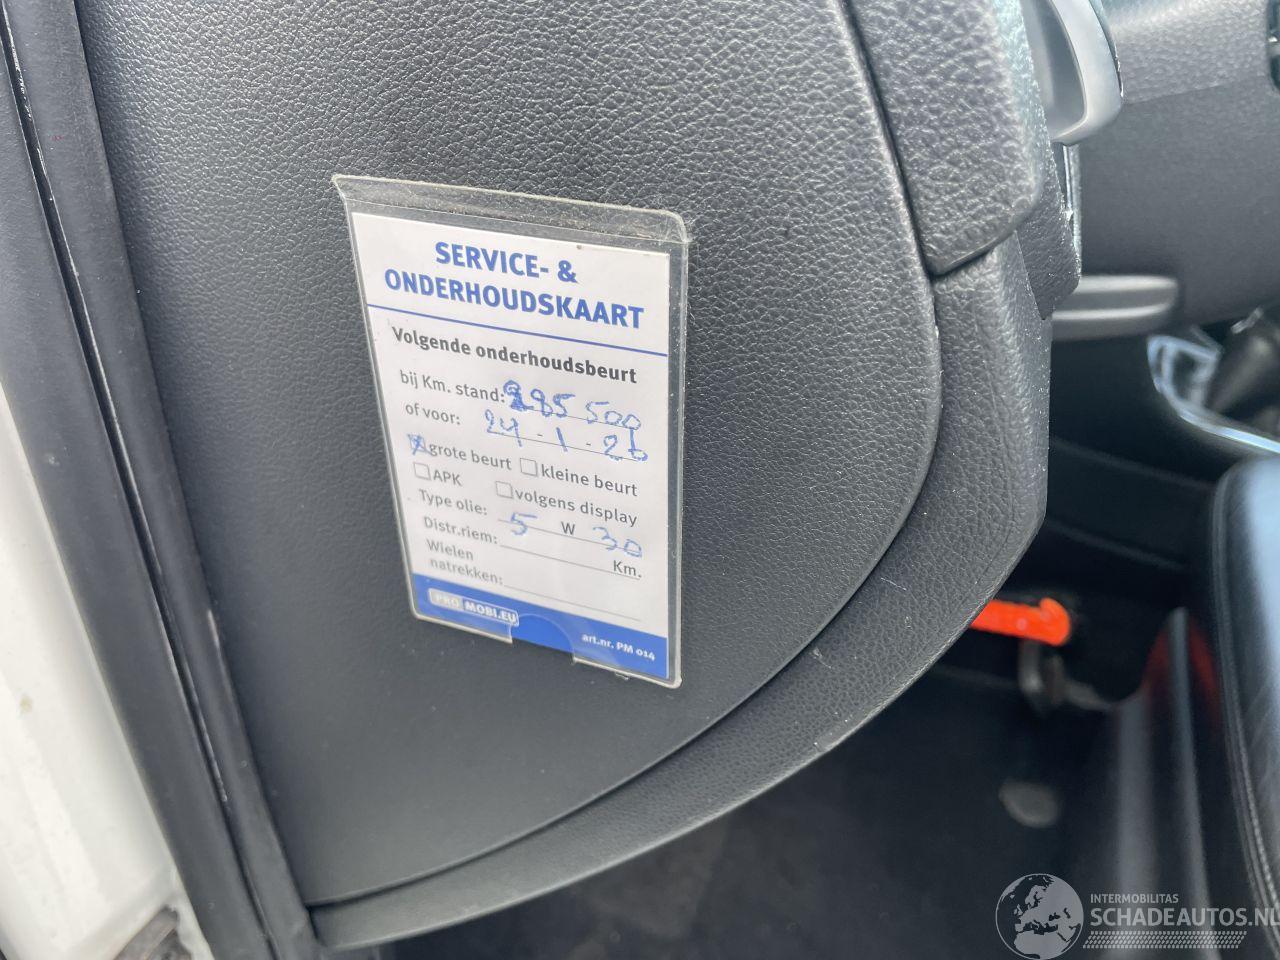 SERVICE- &
ONDERHOUDSKAART
Volgende onderhoudsbeurt
bij Km. stand: 285 500
of voor: 24 - 1 - 26
grote beurt kleine beurt
APK volgens display
Type olie: 5 W 30
Distr.riem: Km.
Wielen
natrekken:
PRO MOBI.EU art.nr. PM 014
INTERMOBILITAS
SCHADEAUTOS.NL